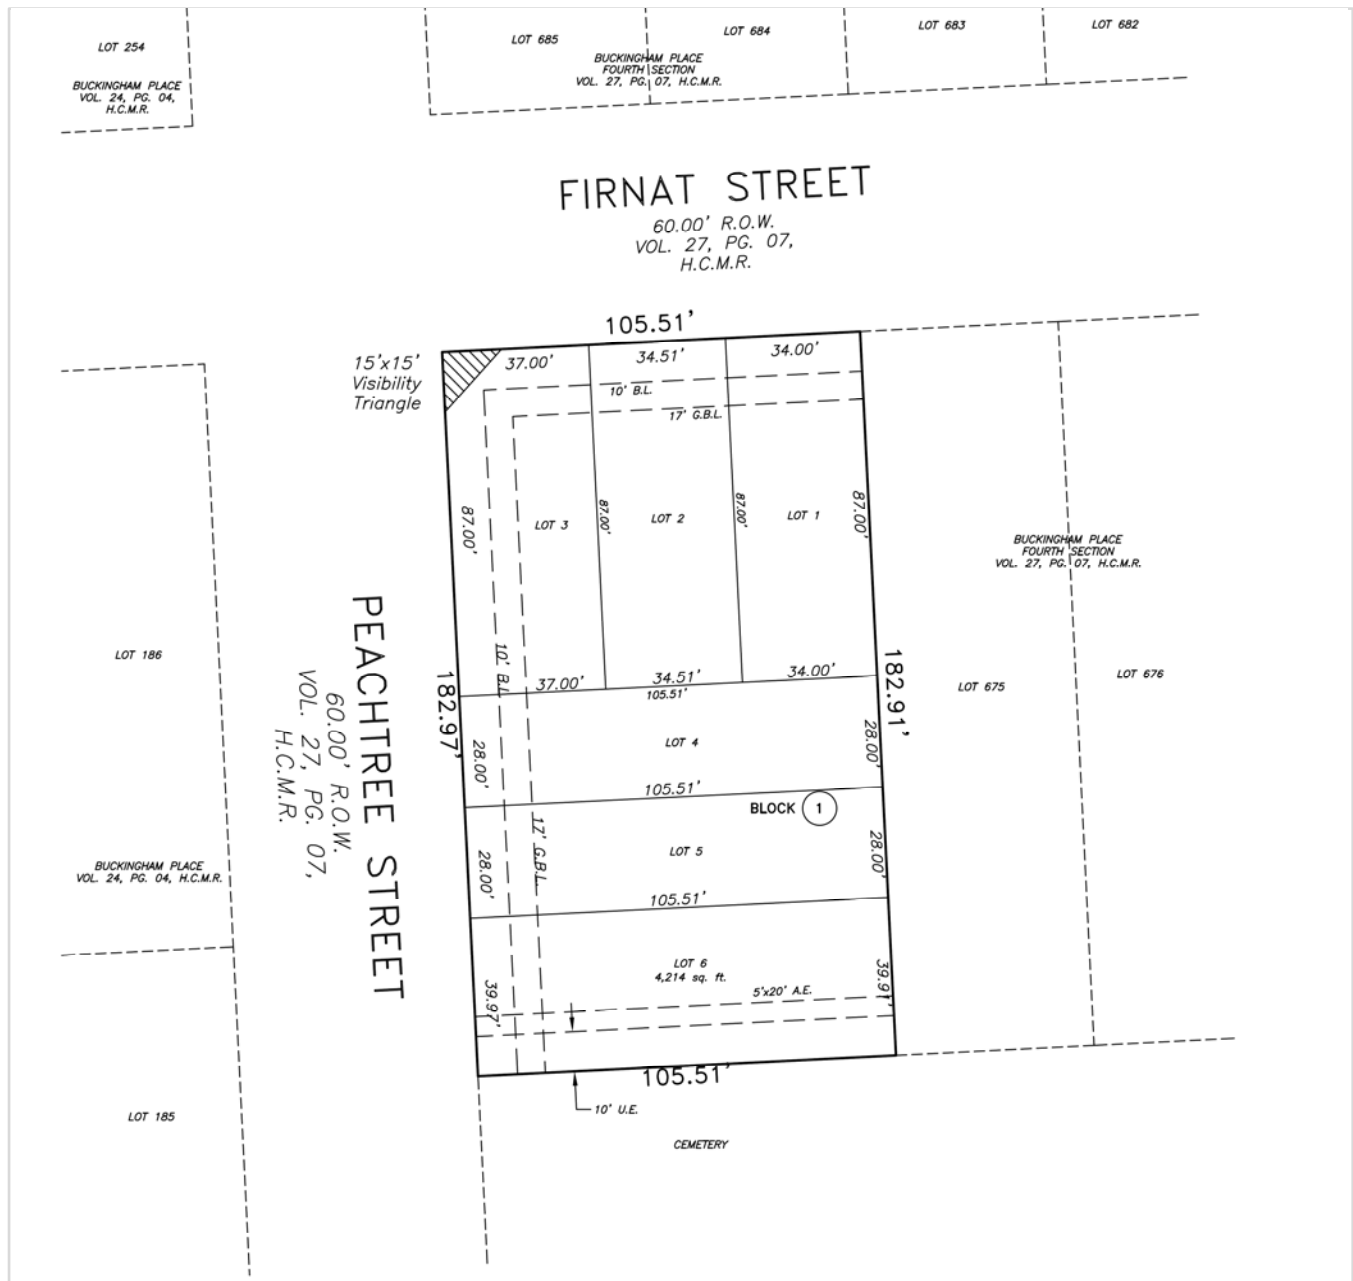 LOT 254
BUCKINGHAM PLACE
VOL. 24, PG. 04,
H.C.M.R.
LOT 685
LOT 684
LOT 683
LOT 682
BUCKINGHAM PLACE
FOURTH SECTION
VOL. 27, PG. 07, H.C.M.R.
FIRNAT STREET
60.00' R.O.W.
VOL. 27, PG. 07,
H.C.M.R.
105.51'
15'x15'
Visibility
Triangle
37.00'
34.51'
34.00'
10' B.L.
17' G.B.L.
87.00'
LOT 3
87.00'
LOT 2
87.00'
LOT 1
87.00'
BUCKINGHAM PLACE
FOURTH SECTION
VOL. 27, PG. 07, H.C.M.R.
LOT 186
PEACHTREE STREET
60.00' R.O.W.
VOL. 27, PG. 07,
H.C.M.R.
182.97'
10' B.L.
37.00'
34.51'
34.00'
105.51'
182.91'
LOT 675
LOT 676
28.00'
LOT 4
28.00'
105.51'
BLOCK 1
17' G.B.L.
28.00'
LOT 5
28.00'
105.51'
BUCKINGHAM PLACE
VOL. 24, PG. 04, H.C.M.R.
LOT 6
4,214 sq. ft.
39.97'
39.91'
5'x20' A.E.
105.51'
10' U.E.
LOT 185
CEMETERY